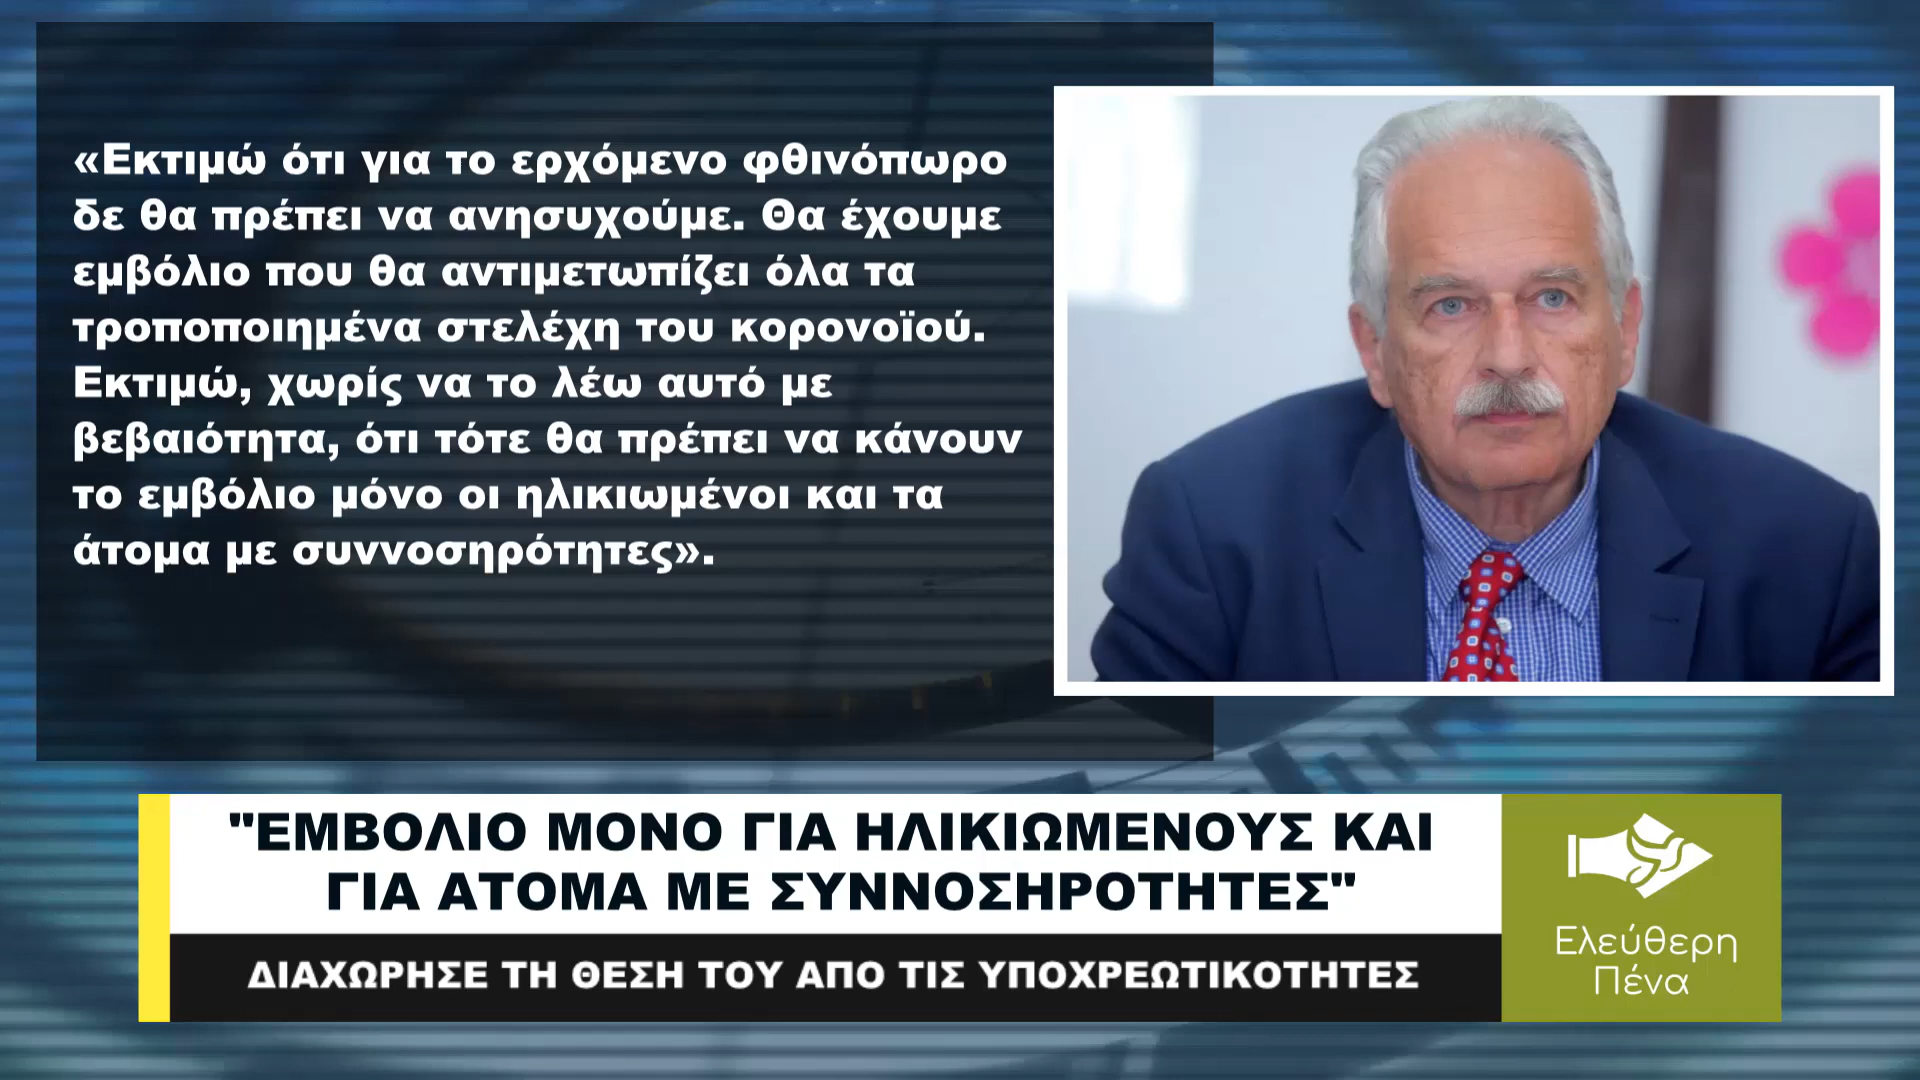 «Εκτιμώ ότι για το ερχόμενο φθινόπωρο
δε θα πρέπει να ανησυχούμε. Θα έχουμε
εμβόλιο που θα αντιμετωπίζει όλα τα
τροποποιημένα στελέχη του κορονοϊού.
Εκτιμώ, χωρίς να το λέω αυτό με
βεβαιότητα, ότι τότε θα πρέπει να κάνουν
το εμβόλιο μόνο οι ηλικιωμένοι και τα
άτομα με συννοσηρότητες».
"ΕΜΒΟΛΙΟ ΜΟΝΟ ΓΙΑ ΗΛΙΚΙΩΜΕΝΟΥΣ ΚΑΙ
ΓΙΑ ΑΤΟΜΑ ΜΕ ΣΥΝΝΟΣΗΡΟΤΗΤΕΣ"
ΔΙΑΧΩΡΗΣΕ ΤΗ ΘΕΣΗ ΤΟΥ ΑΠΟ ΤΙΣ ΥΠΟΧΡΕΩΤΙΚΟΤΗΤΕΣ
Ελεύθερη
Πένα